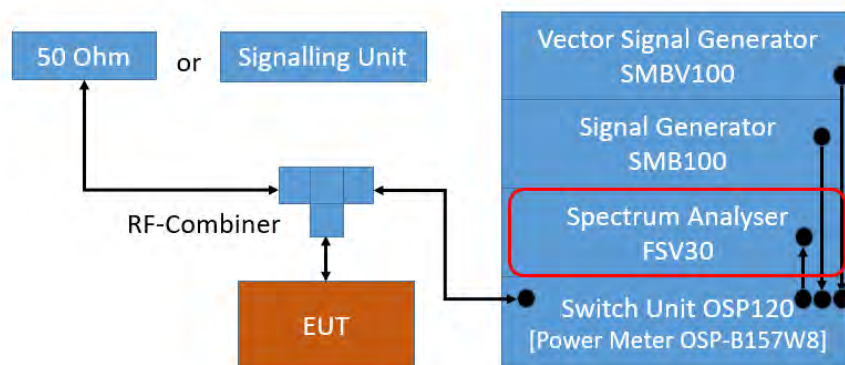 50 Ohm
or
Signalling Unit
RF-Combiner
EUT
Vector Signal Generator
SMBV100
Signal Generator
SMB100
Spectrum Analyser
FSV30
Switch Unit OSP120
[Power Meter OSP-B157W8]